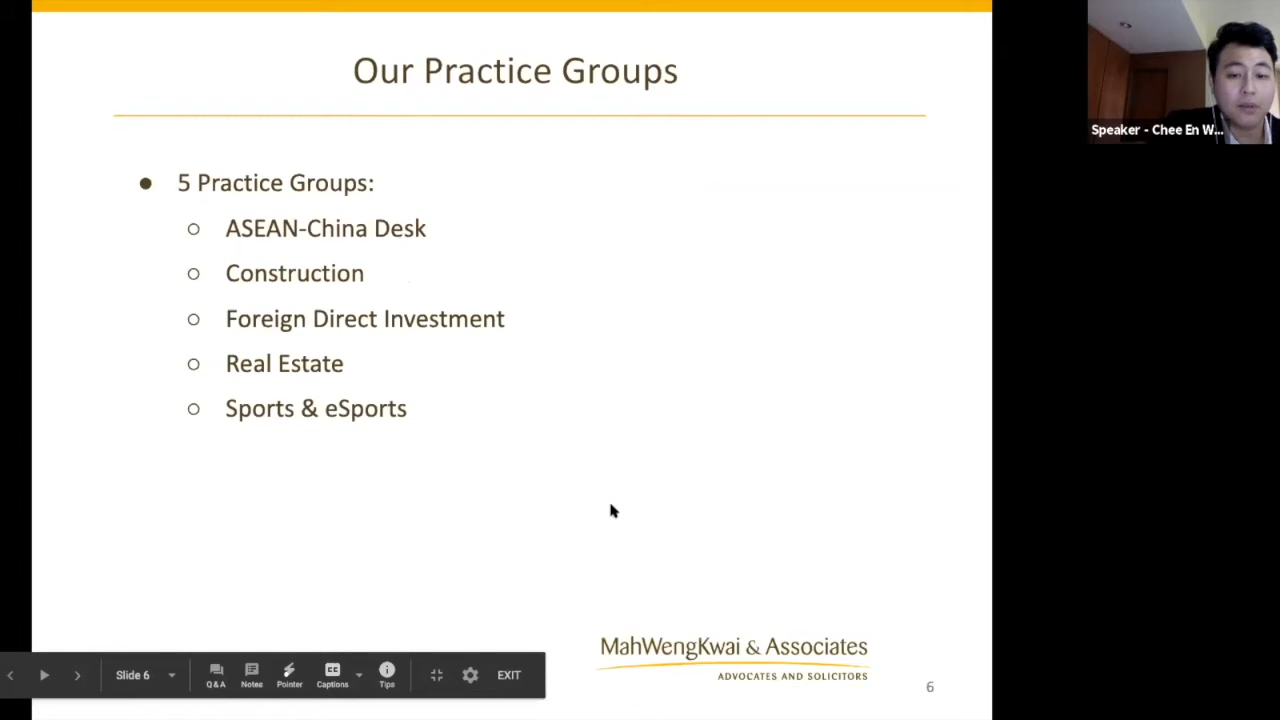 Our Practice Groups
● 5 Practice Groups:
○ ASEAN-China Desk
○ Construction
○ Foreign Direct Investment
○ Real Estate
○ Sports & eSports
MahWengKwai & Associates
ADVOCATES AND SOLICITORS
6
Slide 6
Q&A
Notes
Pointer
CC
Captions
Tips
EXIT
Speaker - Chee En W...